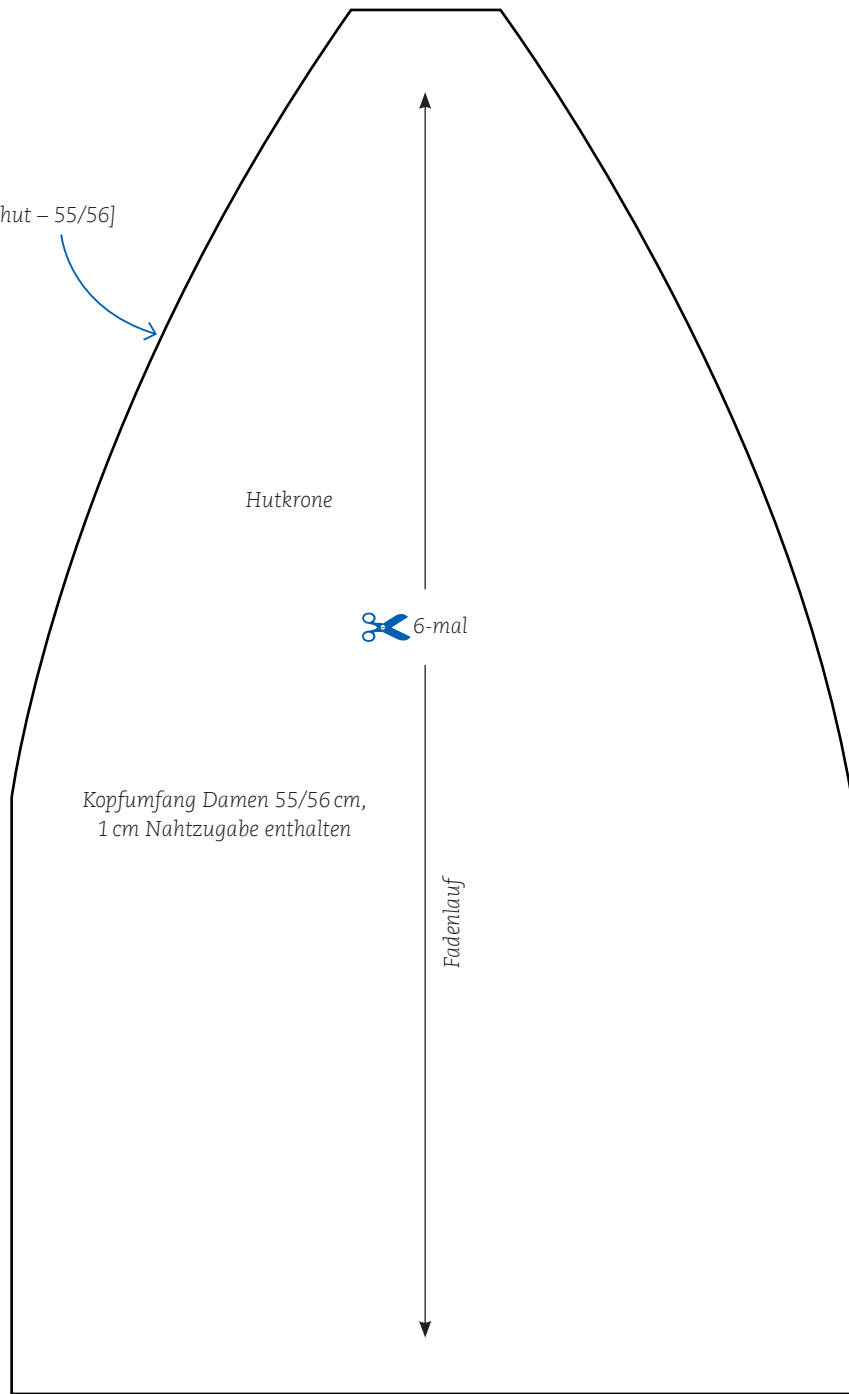 hut – 55/56]
Hutkrone
6-mal
Kopfumfang Damen 55/56 cm,
1 cm Nahtzugabe enthalten
Fadenlauf